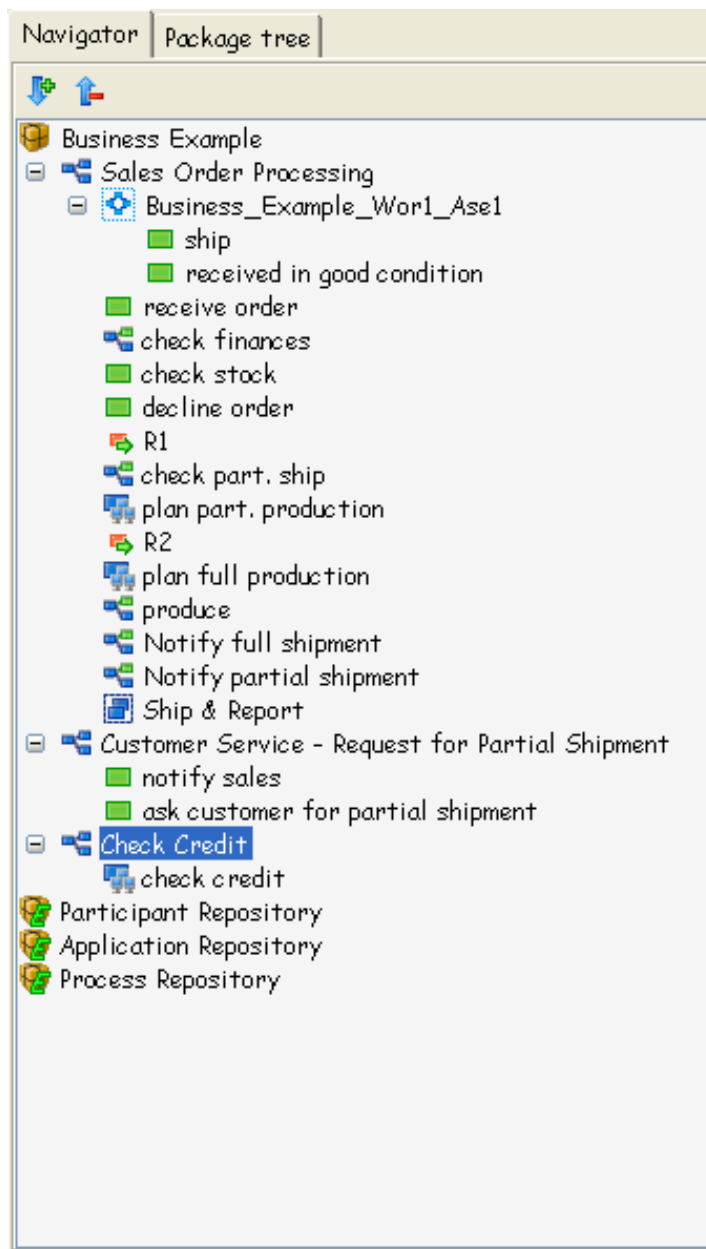 Navigator Package tree
Business Example
Sales Order Processing
Business_Example_Wor1_Ase1
ship
received in good condition
receive order
check finances
check stock
decline order
R1
check part. ship
plan part. production
R2
plan full production
produce
Notify full shipment
Notify partial shipment
Ship & Report
Customer Service - Request for Partial Shipment
notify sales
ask customer for partial shipment
Check Credit
check credit
Participant Repository
Application Repository
Process Repository